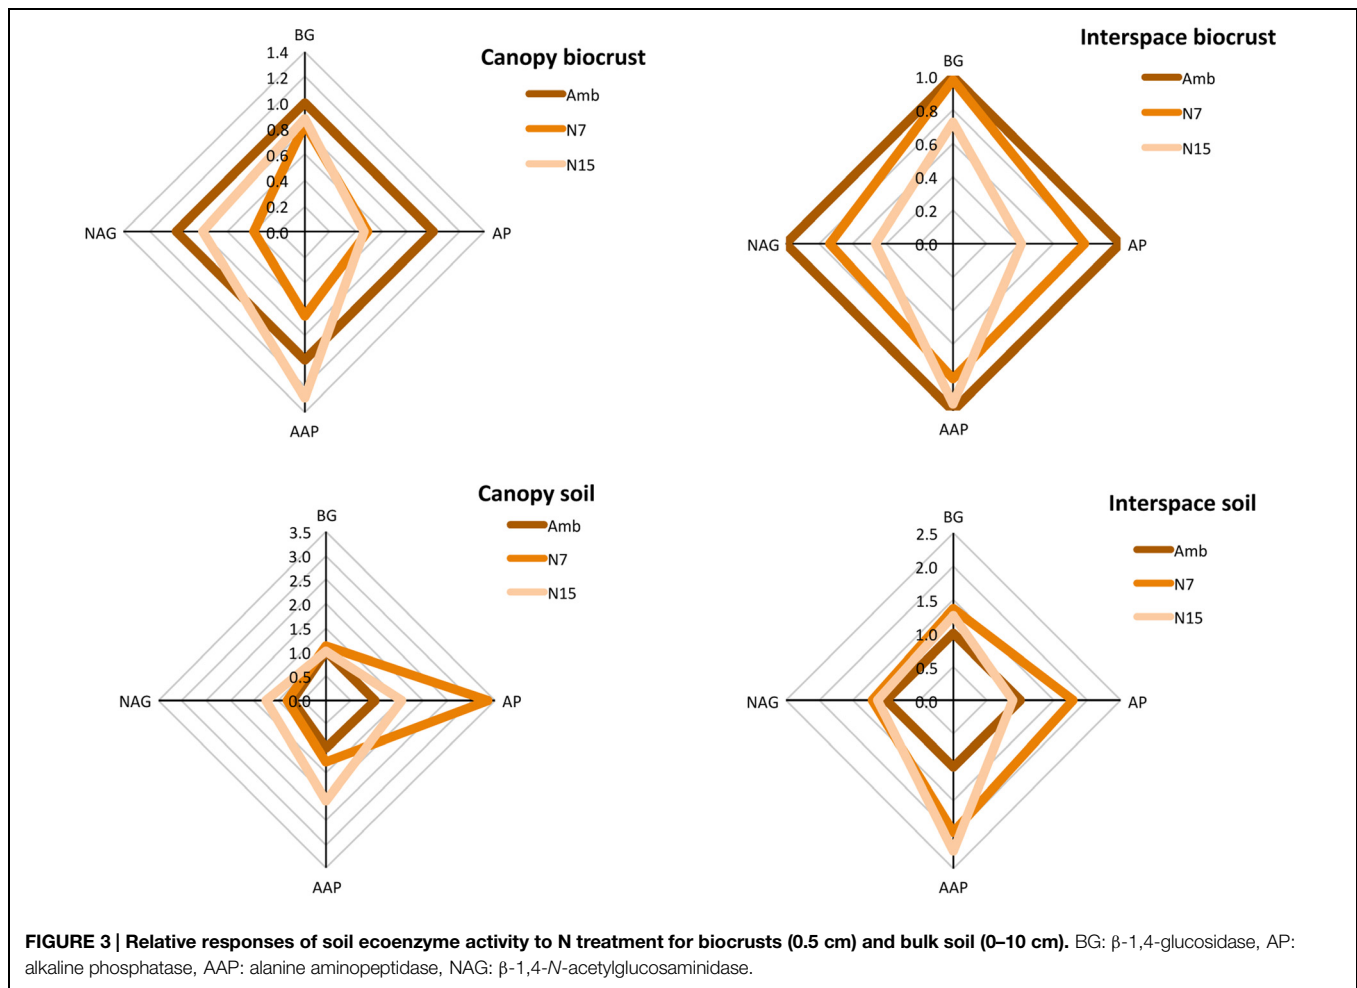 BG
1.4
1.2
1.0
0.8
0.6
0.4
0.2
0.0
NAG
AP
AAP
Canopy biocrust
Amb
N7
N15
Interspace biocrust
Amb
N7
N15
BG
1.0
0.8
0.6
0.4
0.2
0.0
NAG
AP
AAP
Canopy soil
Amb
N7
N15
BG
3.5
3.0
2.5
2.0
1.5
1.0
0.5
0.0
NAG
AP
AAP
Interspace soil
Amb
N7
N15
BG
2.5
2.0
1.5
1.0
0.5
0.0
NAG
AP
AAP
FIGURE 3 | Relative responses of soil ecoenzyme activity to N treatment for biocrusts (0.5 cm) and bulk soil (0–10 cm). BG: β-1,4-glucosidase, AP:
alkaline phosphatase, AAP: alanine aminopeptidase, NAG: β-1,4-N-acetylglucosaminidase.